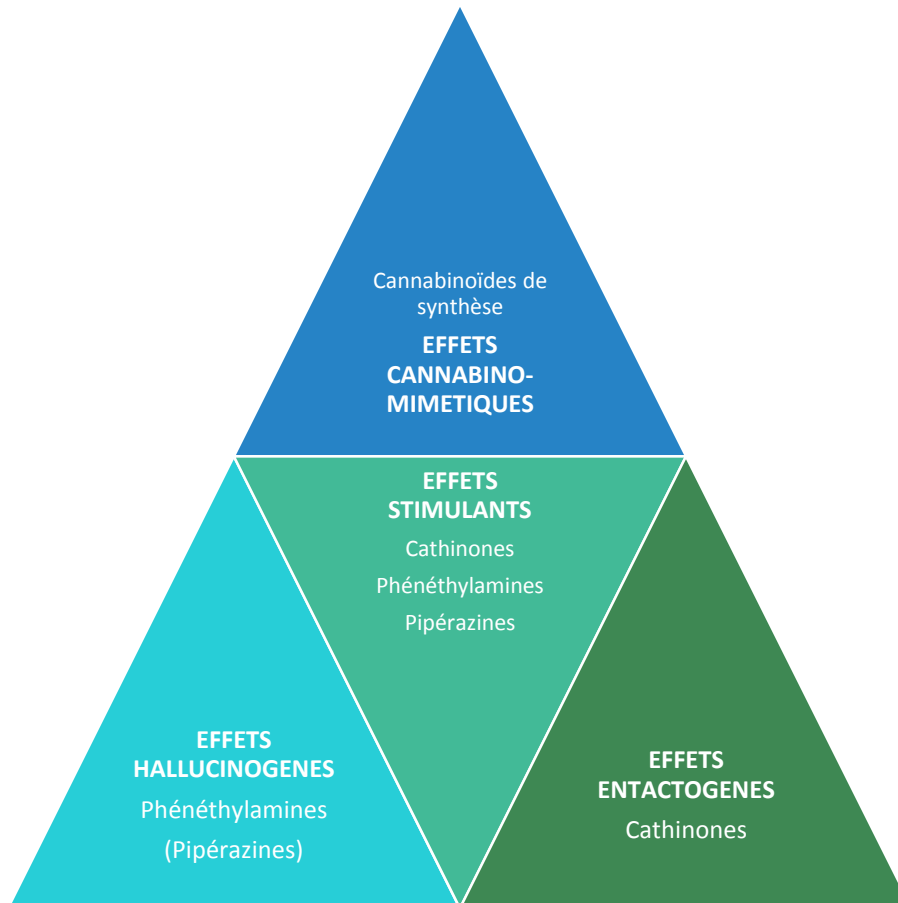 Cannabinoïdes de
synthèse
EFFETS
CANNABINO-
MIMETIQUES
EFFETS
STIMULANTS
Cathinones
Phénéthylamines
Pipérazines
EFFETS
HALLUCINOGENES
Phénéthylamines
(Pipérazines)
EFFETS
ENTACTOGENES
Cathinones